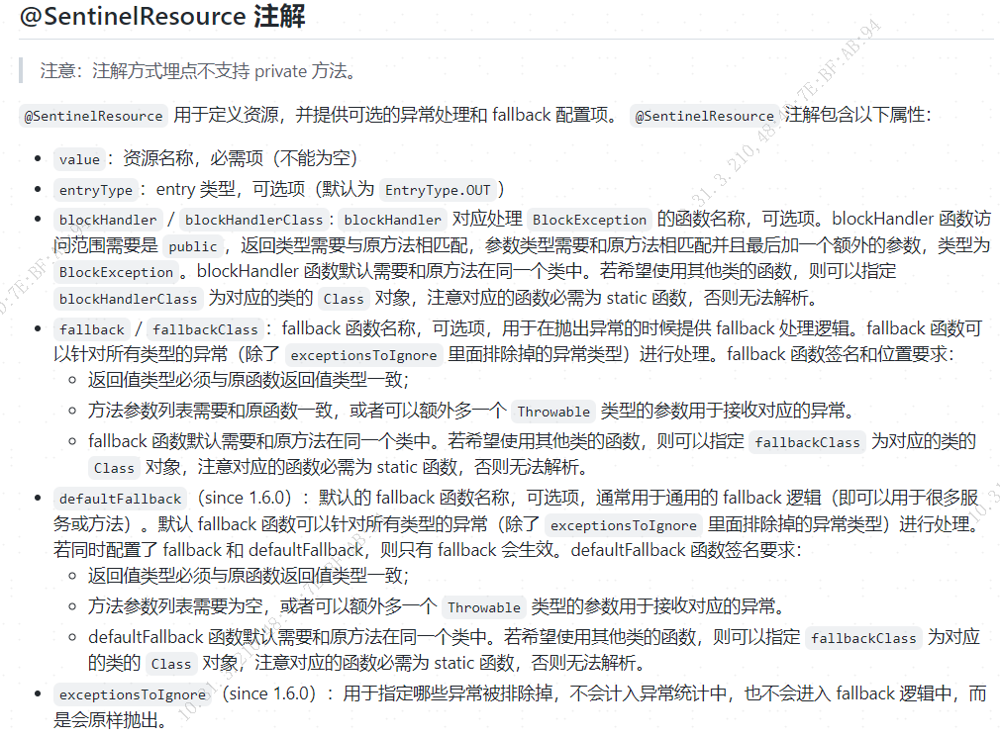 @SentinelResource 注解
注意：注解方式埋点不支持 private 方法。
@SentinelResource 用于定义资源，并提供可选的异常处理和 fallback 配置项。 @SentinelResource 注解包含以下属性：
• value：资源名称，必需项（不能为空）
• entryType：entry 类型，可选项（默认为 EntryType.OUT）
• blockHandler / blockHandlerClass: blockHandler 对应处理 BlockException 的函数名称，可选项。blockHandler 函数访
问范围需要是 public，返回类型需要与原方法相匹配，参数类型需要和原方法相匹配并且最后加一个额外的参数，类型为
BlockException。blockHandler 函数默认需要和原方法在同一个类中。若希望使用其他类的函数，则可以指定
blockHandlerClass 为对应的类的 Class 对象，注意对应的函数必需为 static 函数，否则无法解析。
• fallback / fallbackClass：fallback 函数名称，可选项，用于在抛出异常的时候提供 fallback 处理逻辑。fallback 函数可
以针对所有类型的异常（除了 exceptionsToIgnore 里面排除掉的异常类型）进行处理。fallback 函数签名和位置要求：
◦ 返回值类型必须与原函数返回值类型一致；
◦ 方法参数列表需要和原函数一致，或者可以额外多一个 Throwable 类型的参数用于接收对应的异常。
◦ fallback 函数默认需要和原方法在同一个类中。若希望使用其他类的函数，则可以指定 fallbackClass 为对应的类的
Class 对象，注意对应的函数必需为 static 函数，否则无法解析。
• defaultFallback（since 1.6.0）：默认的 fallback 函数名称，可选项，通常用于通用的 fallback 逻辑（即可以用于很多服
务或方法）。默认 fallback 函数可以针对所有类型的异常（除了 exceptionsToIgnore 里面排除掉的异常类型）进行处理。
若同时配置了 fallback 和 defaultFallback，则只有 fallback 会生效。defaultFallback 函数签名要求：
◦ 返回值类型必须与原函数返回值类型一致；
◦ 方法参数列表需要为空，或者可以额外多一个 Throwable 类型的参数用于接收对应的异常。
◦ defaultFallback 函数默认需要和原方法在同一个类中。若希望使用其他类的函数，则可以指定 fallbackClass 为对应
的类的 Class 对象，注意对应的函数必需为 static 函数，否则无法解析。
• exceptionsToIgnore（since 1.6.0）：用于指定哪些异常被排除掉，不会计入异常统计中，也不会进入 fallback 逻辑中，而
是会原样抛出。